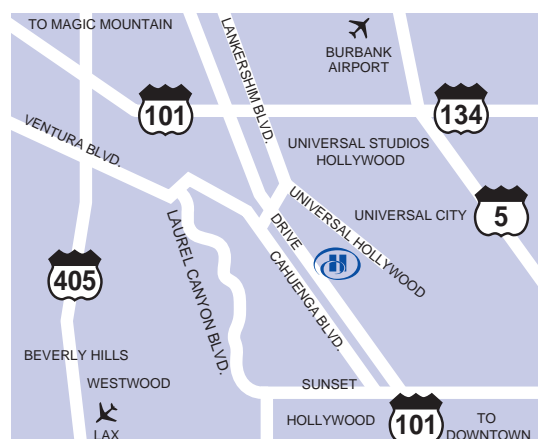 TO MAGIC MOUNTAIN
BURBANK
AIRPORT
LANKERSHIM BLVD.
101
134
VENTURA BLVD.
UNIVERSAL STUDIOS
HOLLYWOOD
UNIVERSAL HOLLYWOOD
DRIVE
UNIVERSAL CITY
5
LAUREL CANYON BLVD.
CAHUENGA BLVD.
H
405
BEVERLY HILLS
WESTWOOD
SUNSET
LAX
HOLLYWOOD
101
TO
DOWNTOWN